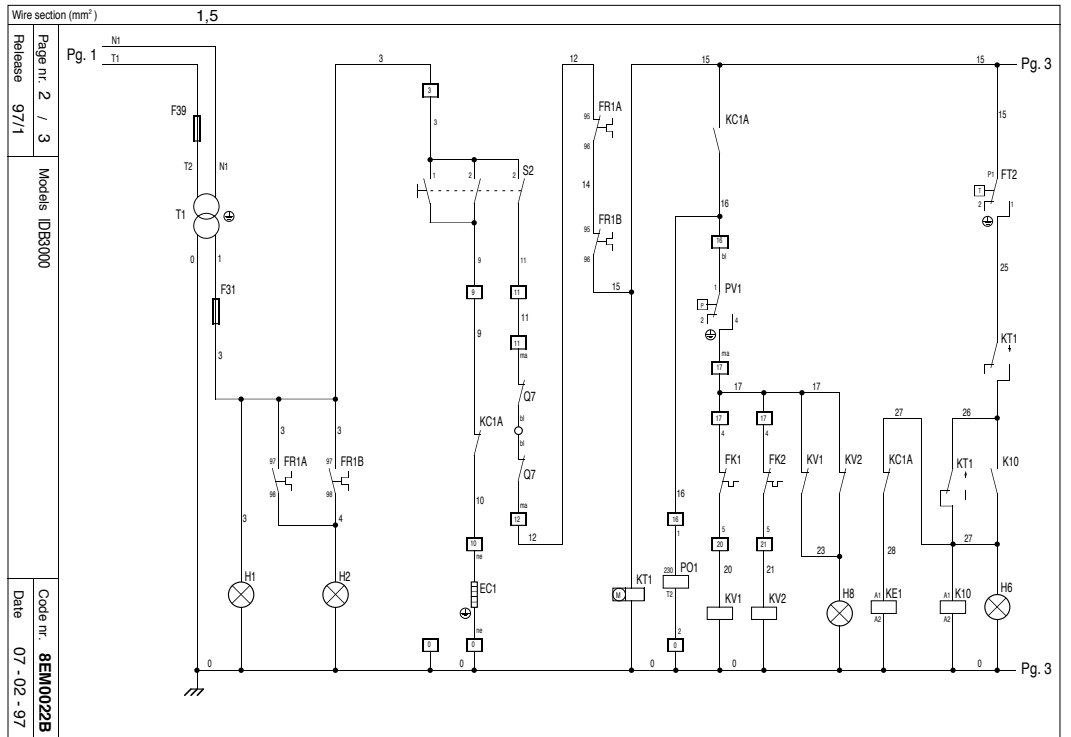 Wire section (mm²) 1,5
Page nr. 2 / 3
Release 97/1
Models IDB3000
Code nr. 8EM0022B
Date 07 - 02 - 97
Pg. 1
N1
T1
3
12
15
15
Pg. 3
F39
3
3
FR1A
95
96
KC1A
15
T2
N1
1
2
2
S2
14
P1
FT2
T
2
1
T1
FR1B
95
96
16
16
bl
0
1
9
11
15
25
F31
9
11
PV1
1
P
2
4
11
9
11
ma
3
ma
17
KT1
17
17
Q7
bl
bl
17
4
17
4
27
26
3
3
KC1A
97
FR1A
98
97
FR1B
98
Q7
FK1
FK2
KV1
KV2
KC1A
KT1
K10
10
ma
12
12
16
16
1
3
4
5
5
20
21
23
27
10
ne
28
H1
H2
EC1
KT1
M
230
PO1
T2
20
21
KV1
KV2
H8
A1
KE1
A2
A1
K10
A2
H6
ne
2
0
0
0
0
0
0
0
0
Pg. 3